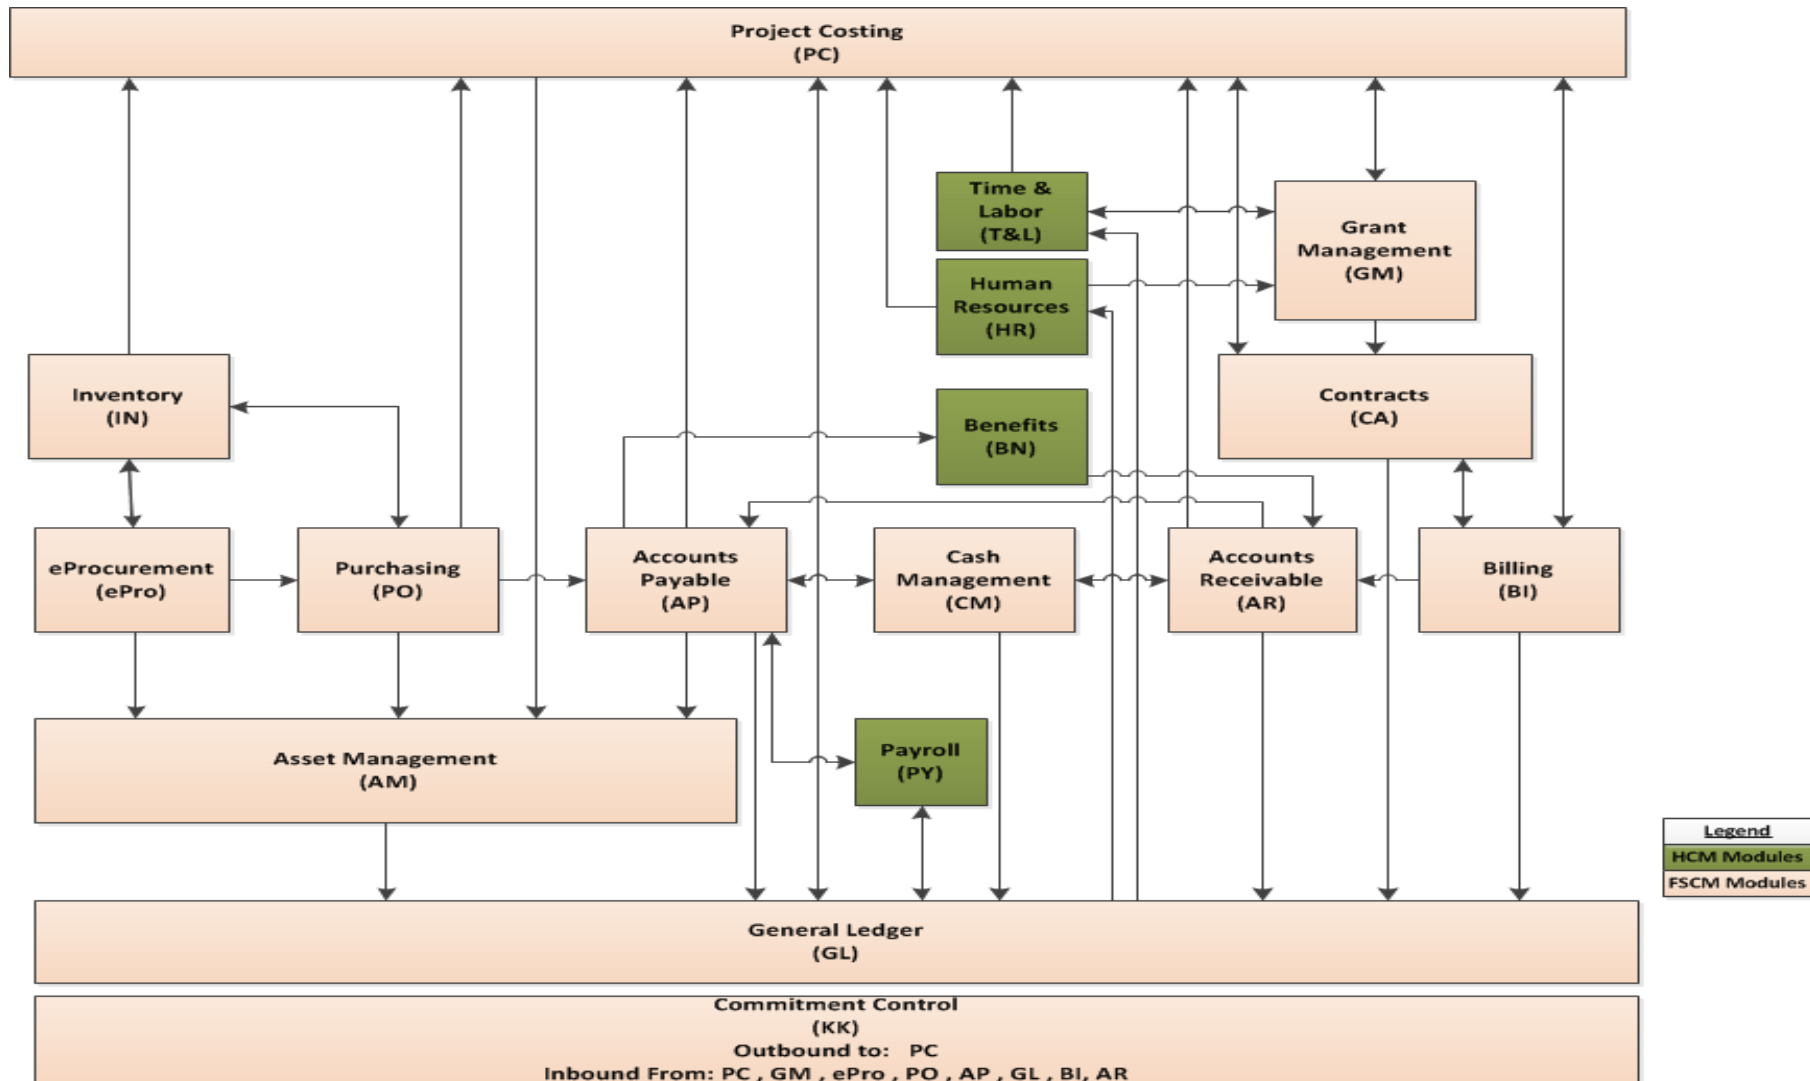 Project Costing
(PC)
Time &
Labor
(T&L)
Grant
Management
(GM)
Human
Resources
(HR)
Inventory
(IN)
Contracts
(CA)
Benefits
(BN)
eProcurement
(ePro)
Purchasing
(PO)
Accounts
Payable
(AP)
Cash
Management
(CM)
Accounts
Receivable
(AR)
Billing
(BI)
Asset Management
(AM)
Payroll
(PY)
Legend
HCM Modules
FSCM Modules
General Ledger
(GL)
Commitment Control
(KK)
Outbound to: PC
Inbound From: PC , GM , ePro , PO , AP , GL , BI, AR